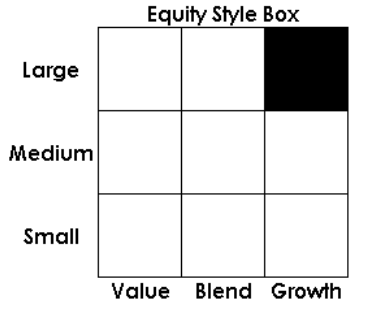 Equity Style Box
Large
Medium
Small
Value Blend Growth